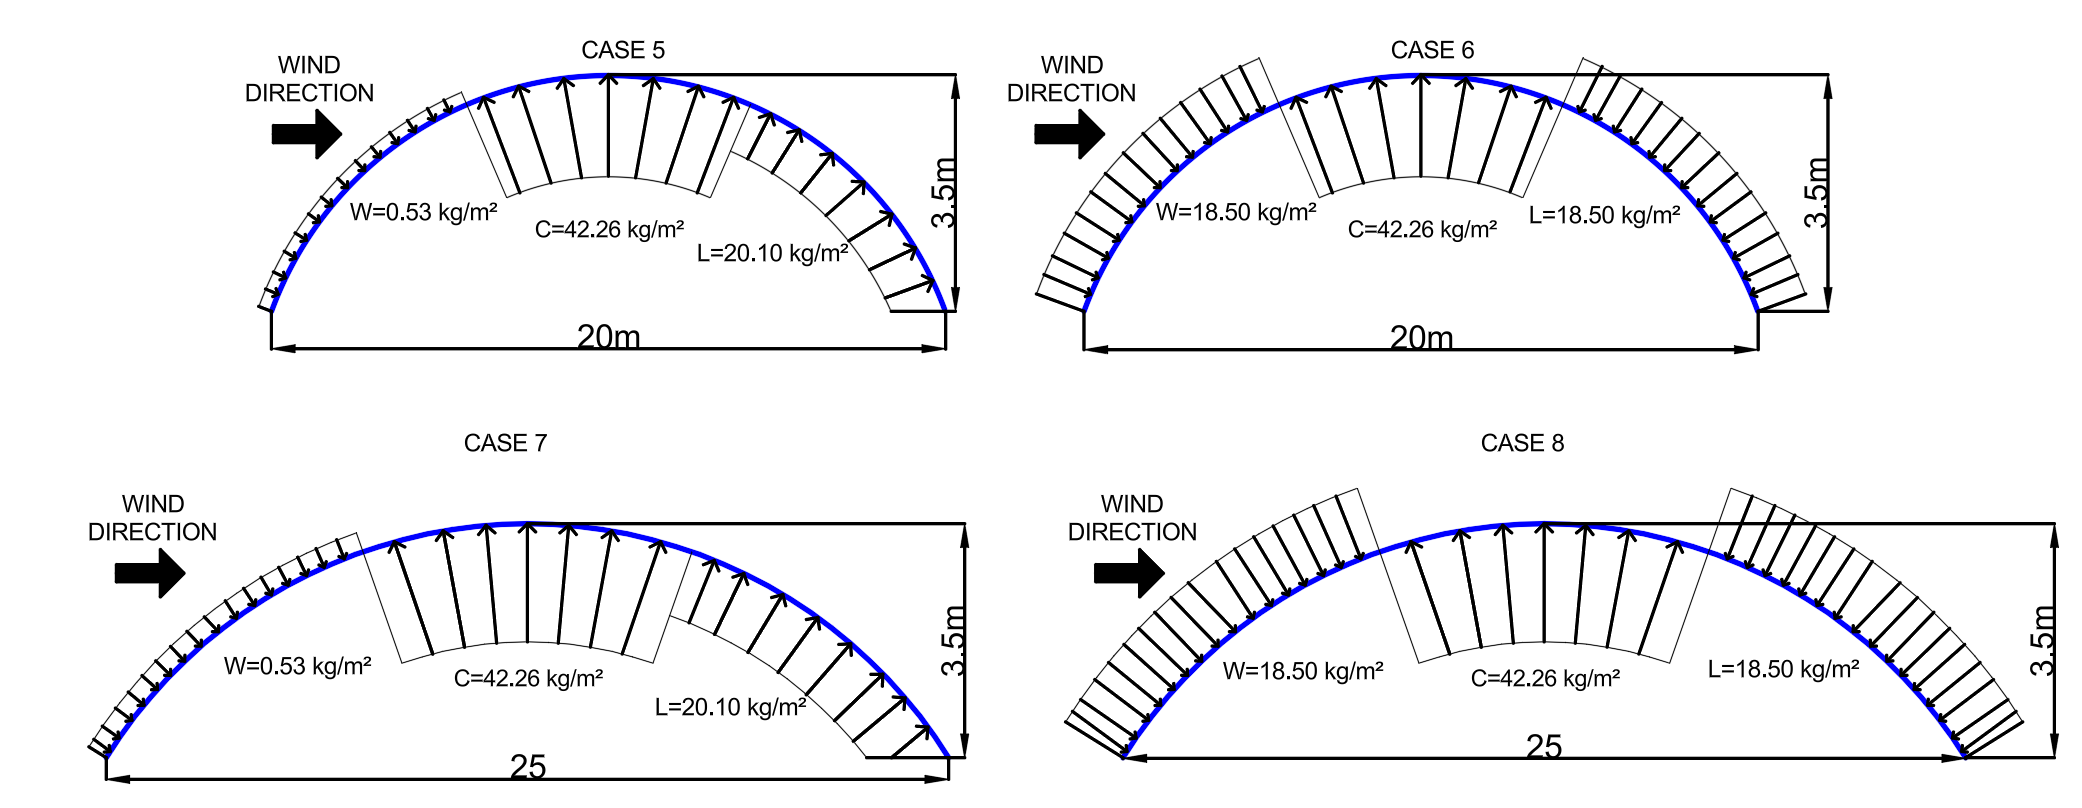 CASE 5
WIND
DIRECTION
W=0.53 kg/m²
C=42.26 kg/m²
L=20.10 kg/m²
3.5m
20m
CASE 6
WIND
DIRECTION
W=18.50 kg/m²
C=42.26 kg/m²
L=18.50 kg/m²
3.5m
20m
CASE 7
WIND
DIRECTION
W=0.53 kg/m²
C=42.26 kg/m²
L=20.10 kg/m²
3.5m
25
CASE 8
WIND
DIRECTION
W=18.50 kg/m²
C=42.26 kg/m²
L=18.50 kg/m²
3.5m
25